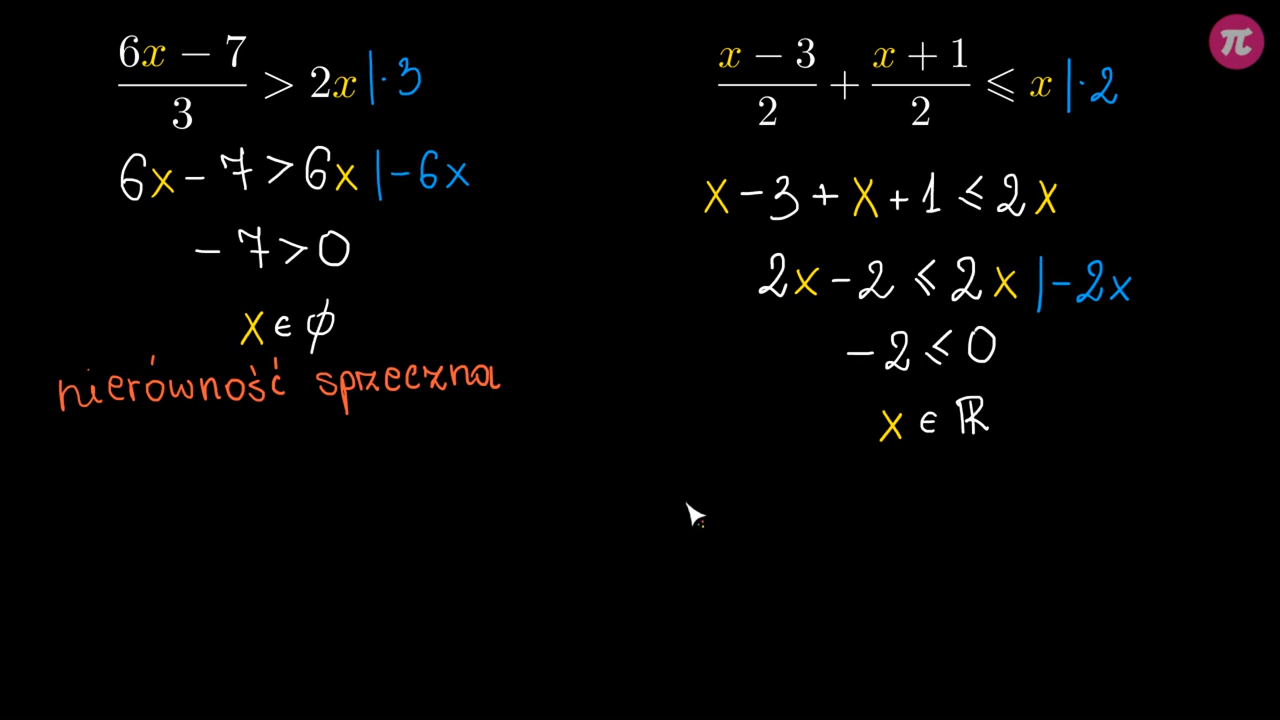 (6x − 7)/3 > 2x |·3
6x − 7 > 6x |−6x
−7 > 0
x ∈ ∅
nierówność sprzeczna
(x − 3)/2 + (x + 1)/2 ⩽ x |·2
x − 3 + x + 1 ⩽ 2x
2x − 2 ⩽ 2x |−2x
−2 ⩽ 0
x ∈ ℝ
π